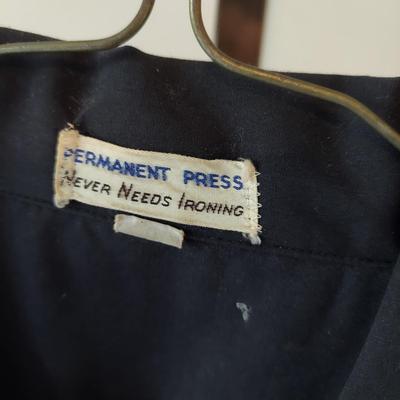 PERMANENT PRESS
NEVER NEEDS IRONING